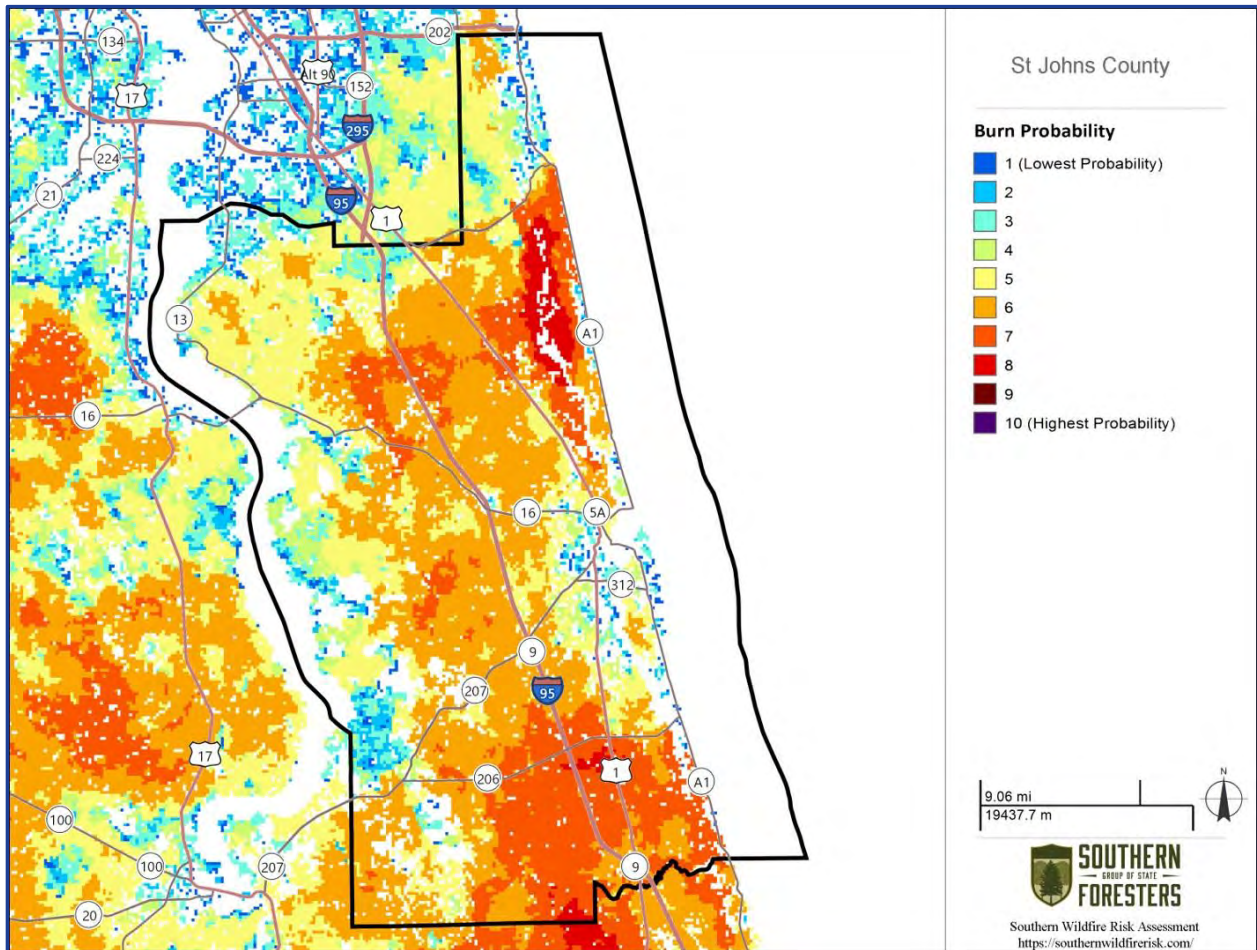 134
17
202
Alt 90
152
295
224
21
95
1
13
A1
16
16
5A
312
9
207
95
17
1
206
A1
100
100
207
9
20
St Johns County
Burn Probability
1 (Lowest Probability)
2
3
4
5
6
7
8
9
10 (Highest Probability)
9.06 mi
19437.7 m
N
SOUTHERN
GROUP OF STATE
FORESTERS
Southern Wildfire Risk Assessment
https://southernwildfirerisk.com/